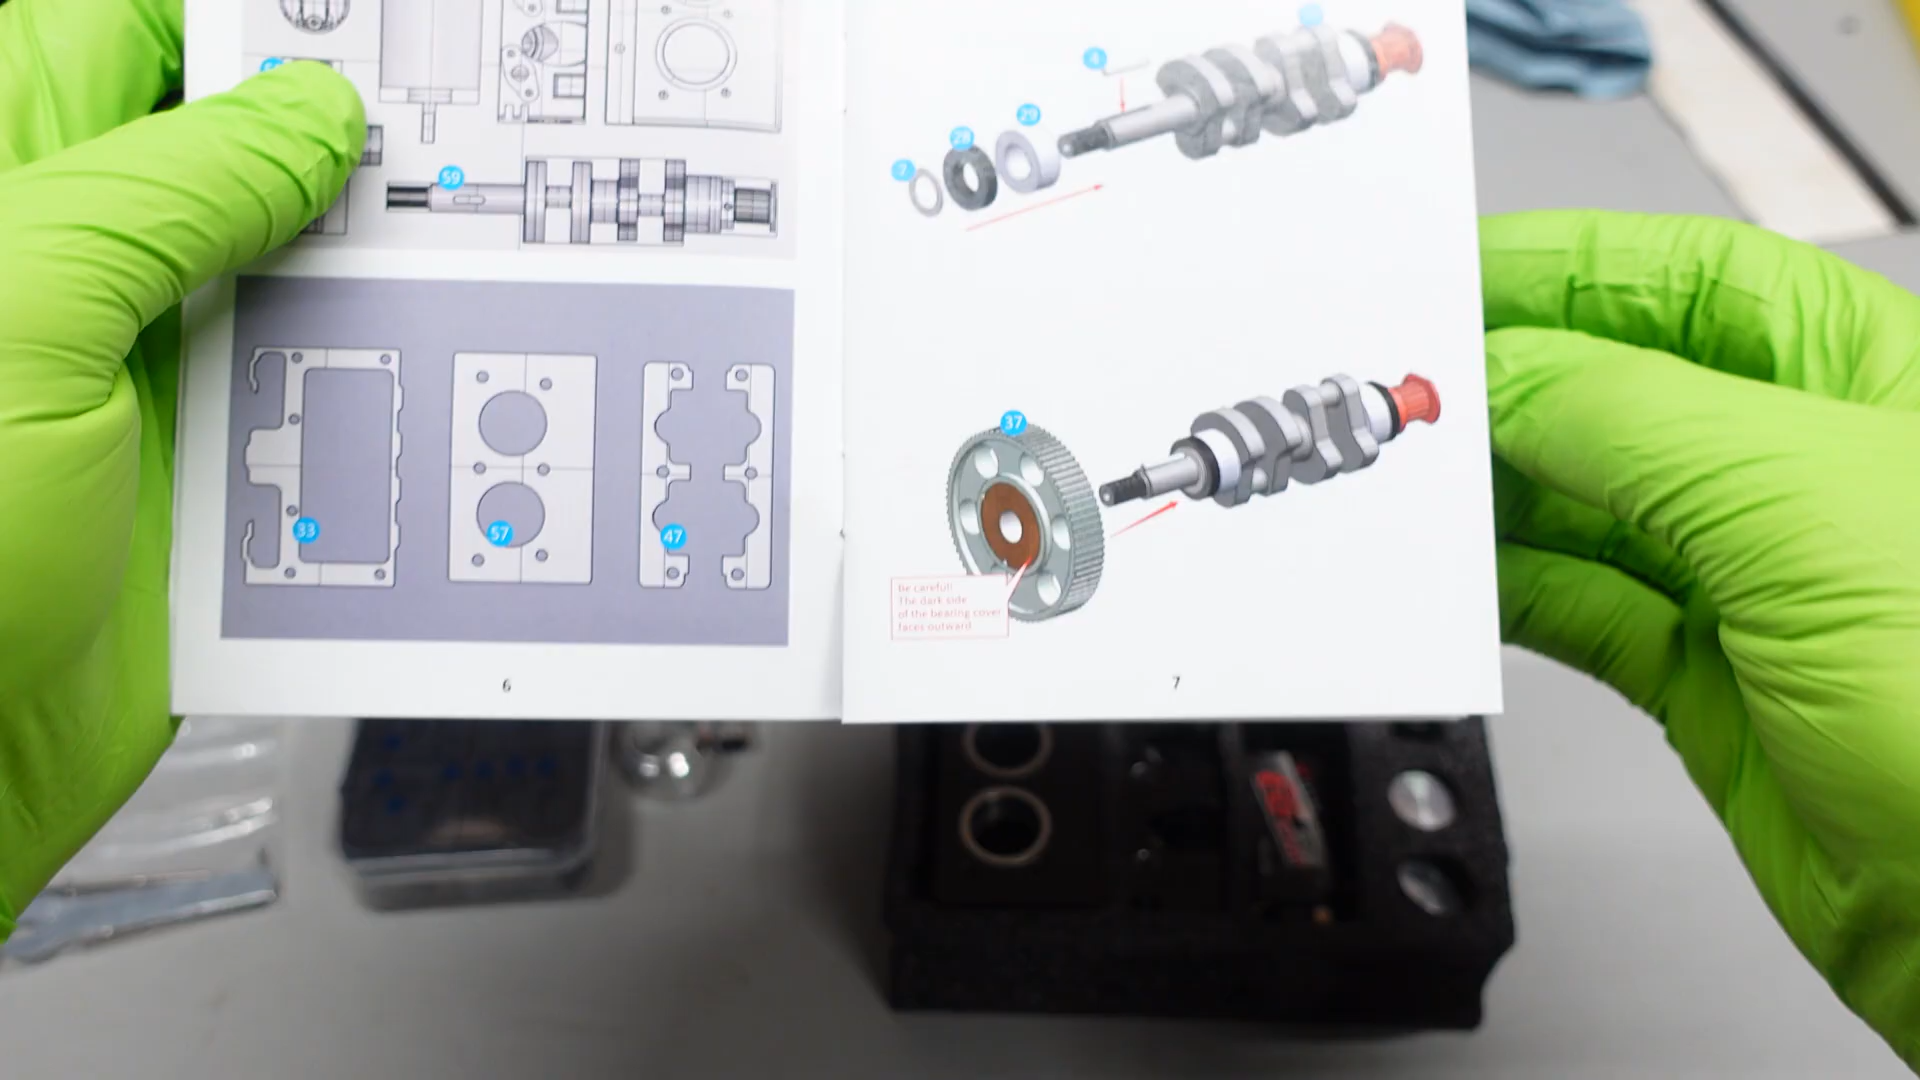 59
33
57
47
6
4
29
28
7
37
be careful!
The dark side
of the bearing cover
faces outward
7